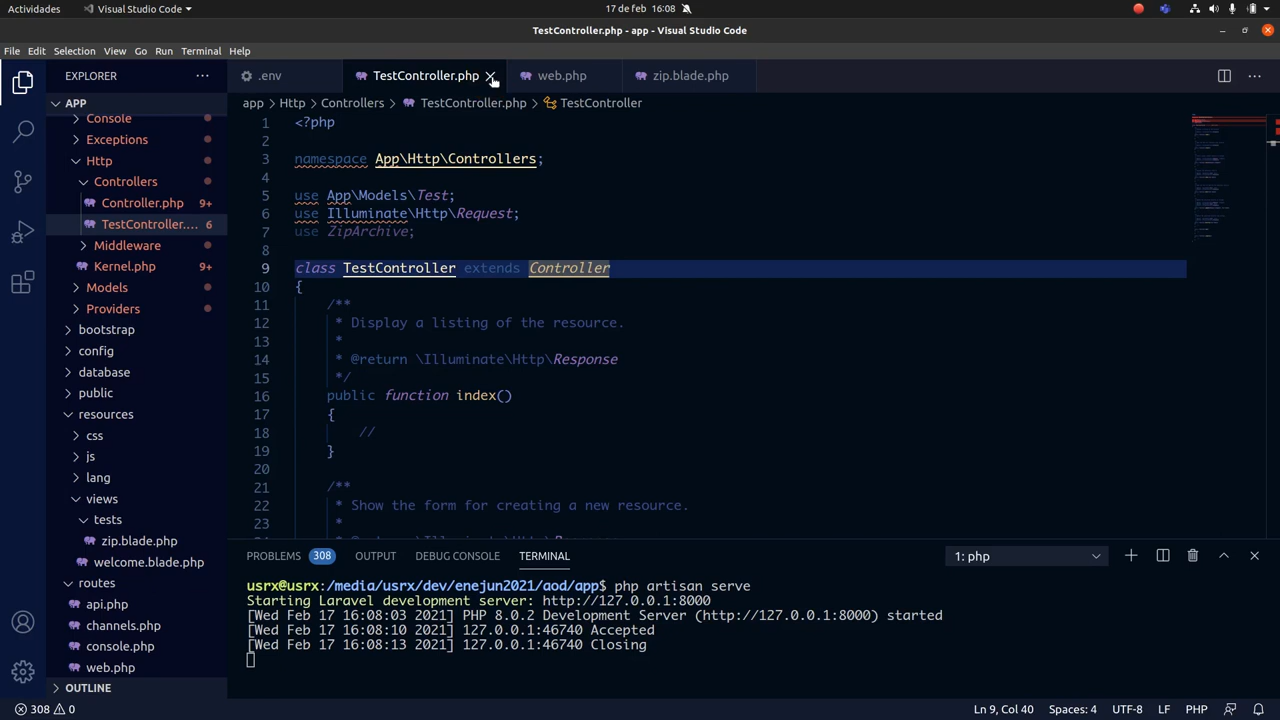 Actividades
Visual Studio Code
17 de feb 16:08
TestController.php - app - Visual Studio Code
File Edit Selection View Go Run Terminal Help
EXPLORER
.env
TestController.php
web.php
zip.blade.php
app > Http > Controllers > TestController.php > TestController
APP
Console
Exceptions
Http
Controllers
Controller.php 9+
TestController.... 6
Middleware
Kernel.php 9+
Models
Providers
bootstrap
config
database
public
resources
css
js
lang
views
tests
zip.blade.php
welcome.blade.php
routes
api.php
channels.php
console.php
web.php
OUTLINE
1 <?php
2
3 namespace App\Http\Controllers;
4
5 use App\Models\Test;
6 use Illuminate\Http\Request;
7 use ZipArchive;
8
9 class TestController extends Controller
10 {
11 /**
12 * Display a listing of the resource.
13 *
14 * @return \Illuminate\Http\Response
15 */
16 public function index()
17 {
18 //
19 }
20
21 /**
22 * Show the form for creating a new resource.
23 *
PROBLEMS 308 OUTPUT DEBUG CONSOLE TERMINAL
1: php
usrx@usrx:/media/usrx/dev/enejun2021/aod/app$ php artisan serve
Starting Laravel development server: http://127.0.0.1:8000
[Wed Feb 17 16:08:03 2021] PHP 8.0.2 Development Server (http://127.0.0.1:8000) started
[Wed Feb 17 16:08:10 2021] 127.0.0.1:46740 Accepted
[Wed Feb 17 16:08:13 2021] 127.0.0.1:46740 Closing
308 0
Ln 9, Col 40 Spaces: 4 UTF-8 LF PHP